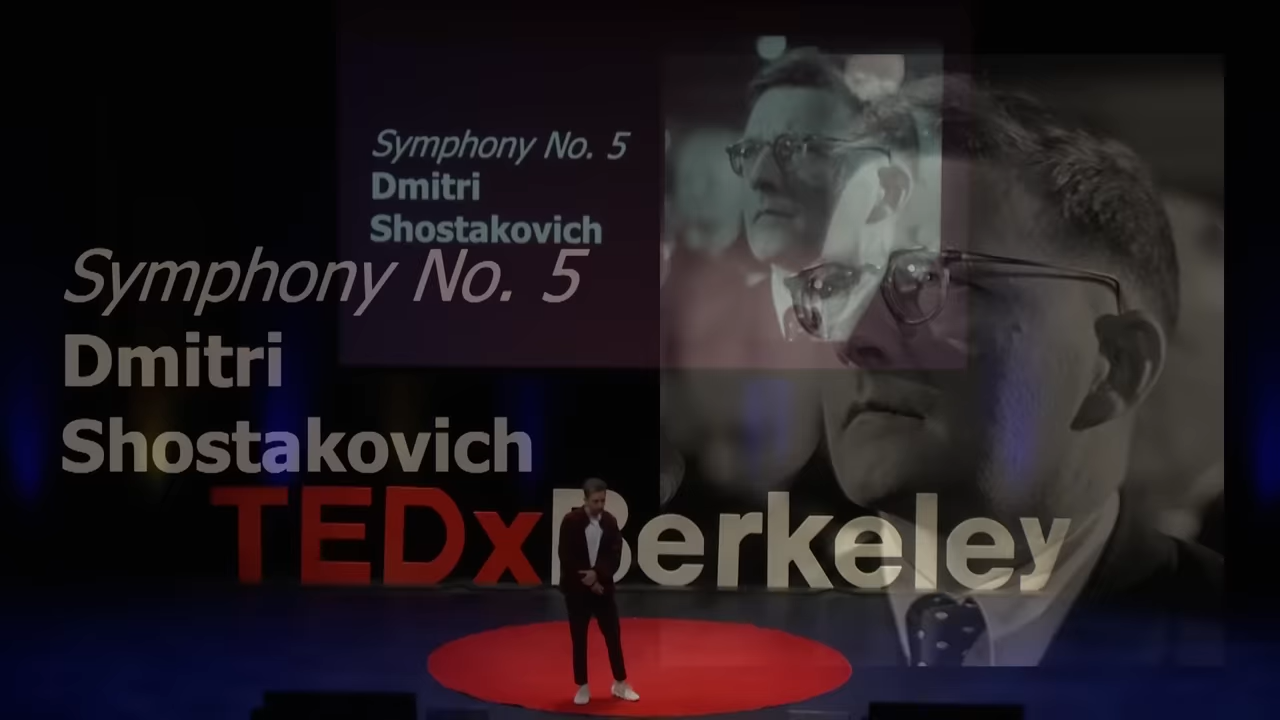 Symphony No. 5
Dmitri
Shostakovich
Symphony No. 5
Dmitri
Shostakovich
TEDxBerkeley